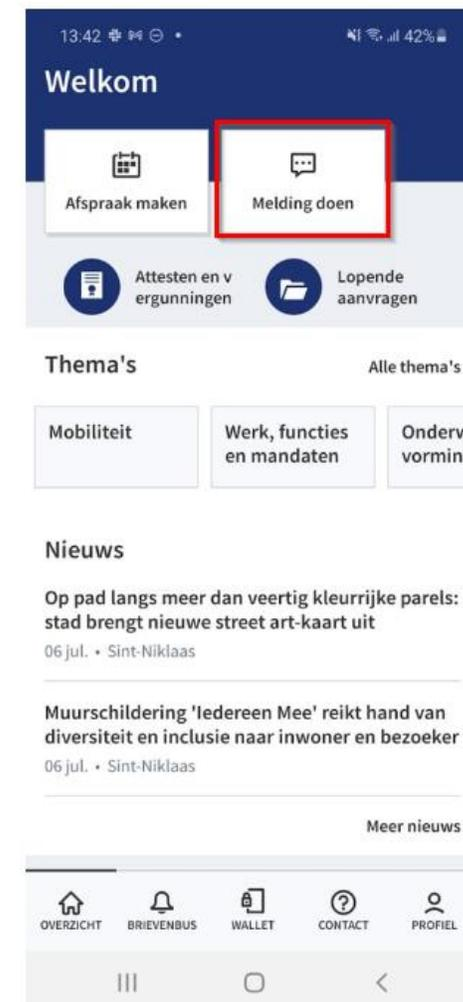 13:42
42%
Welkom
Afspraak maken
Melding doen
Attesten en v
ergunningen
Lopende
aanvragen
Thema's
Alle thema's
Mobiliteit
Werk, functies
en mandaten
Onderw
vormin
Nieuws
Op pad langs meer dan veertig kleurrijke parels:
stad brengt nieuwe street art-kaart uit
06 jul. • Sint-Niklaas
Muurschildering 'Iedereen Mee' reikt hand van
diversiteit en inclusie naar inwoner en bezoeker
06 jul. • Sint-Niklaas
Meer nieuws
OVERZICHT
BRIEVENBUS
WALLET
CONTACT
PROFIEL